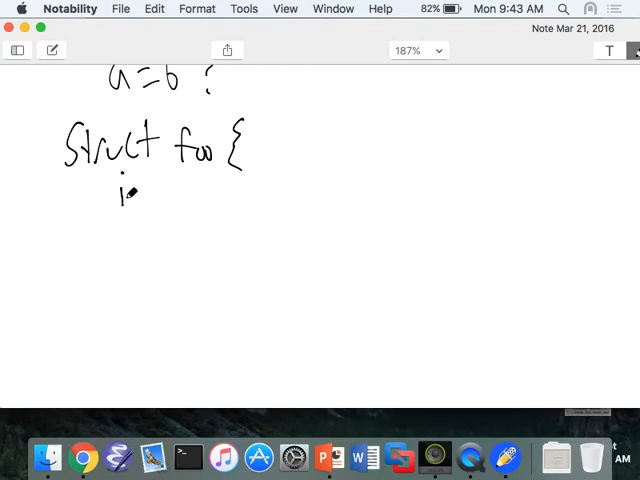 Notability File Edit Format Tools View Window Help 82% Mon 9:43 AM
Note Mar 21, 2016
187% T
a = b ;
struct foo {
i
AM